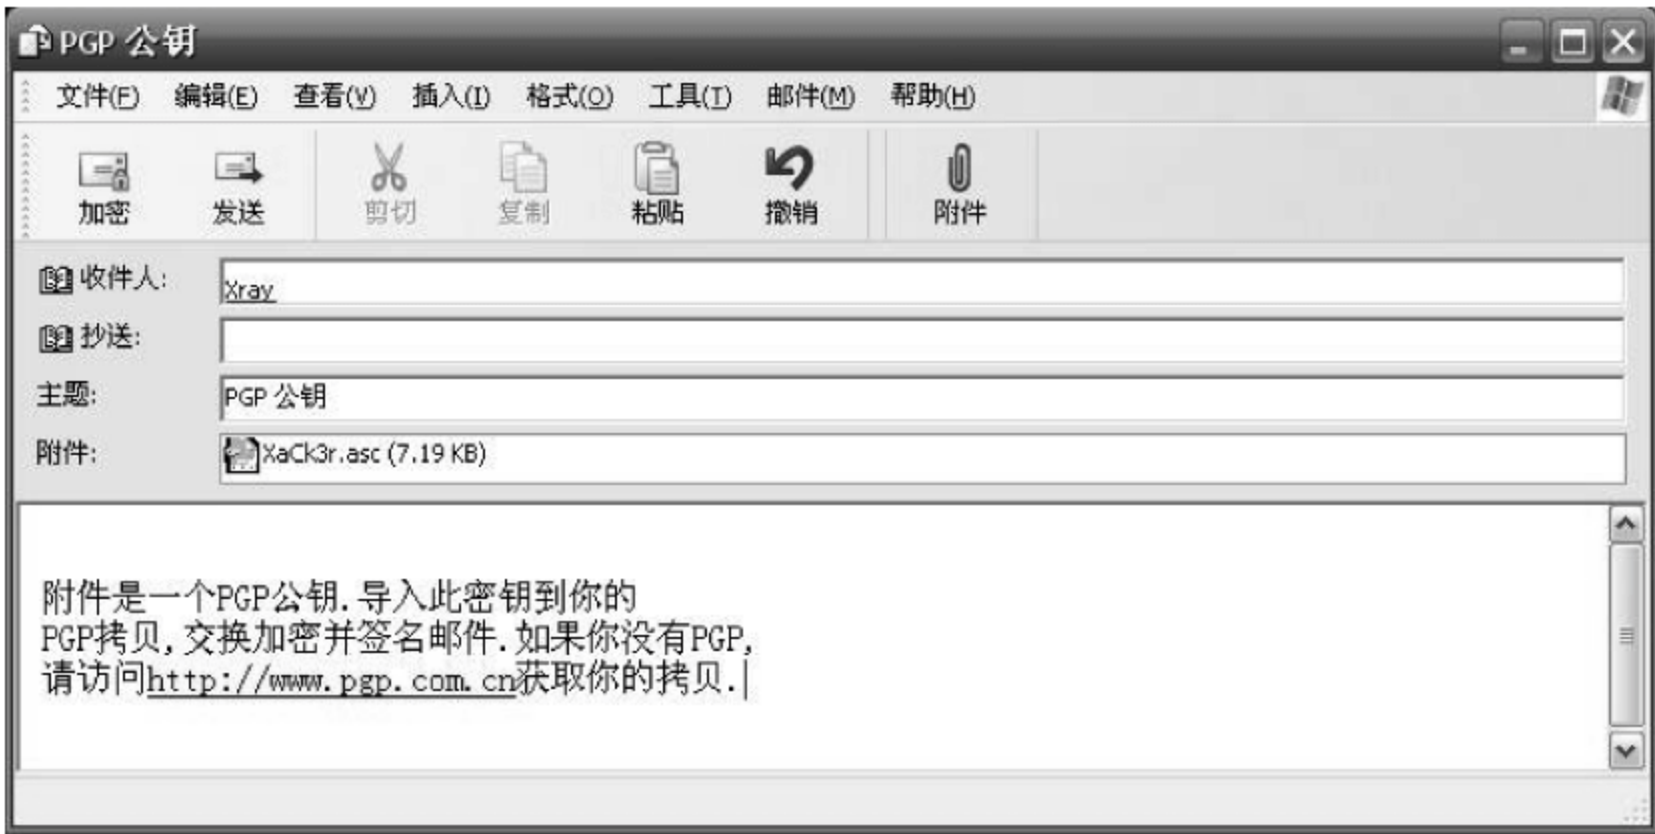 PGP 公钥
文件(F) 编辑(E) 查看(V) 插入(I) 格式(O) 工具(T) 邮件(M) 帮助(H)
加密 发送 剪切 复制 粘贴 撤销 附件
收件人: Xray
抄送:
主题: PGP 公钥
附件: XaCk3r.asc (7.19 KB)
附件是一个PGP公钥.导入此密钥到你的
PGP拷贝,交换加密并签名邮件.如果你没有PGP,
请访问http://www.pgp.com.cn获取你的拷贝.